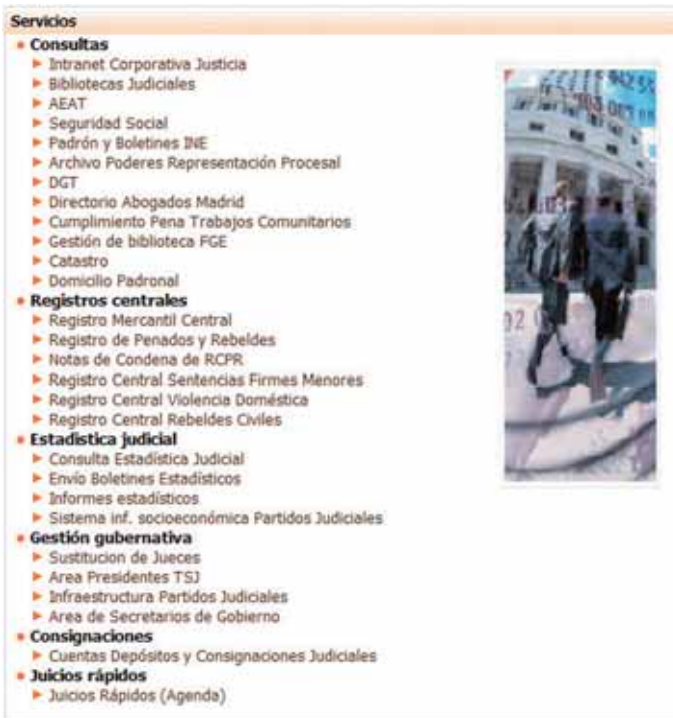 Servicios
Consultas
Intranet Corporativa Justicia
Bibliotecas Judiciales
AEAT
Seguridad Social
Padrón y Boletines INE
Archivo Poderes Representación Procesal
DGT
Directorio Abogados Madrid
Cumplimiento Pena Trabajos Comunitarios
Gestión de biblioteca FGE
Catastro
Domicilio Padronal
Registros centrales
Registro Mercantil Central
Registro de Penados y Rebeldes
Notas de Condena de RCPR
Registro Central Sentencias Firmes Menores
Registro Central Violencia Doméstica
Registro Central Rebeldes Civiles
Estadística judicial
Consulta Estadística Judicial
Envío Boletines Estadísticos
Informes estadísticos
Sistema inf. socioeconómica Partidos Judiciales
Gestión gubernativa
Sustitucion de Jueces
Area Presidentes TSJ
Infraestructura Partidos Judiciales
Area de Secretarios de Gobierno
Consignaciones
Cuentas Depósitos y Consignaciones Judiciales
Juicios rápidos
Juicios Rápidos (Agenda)